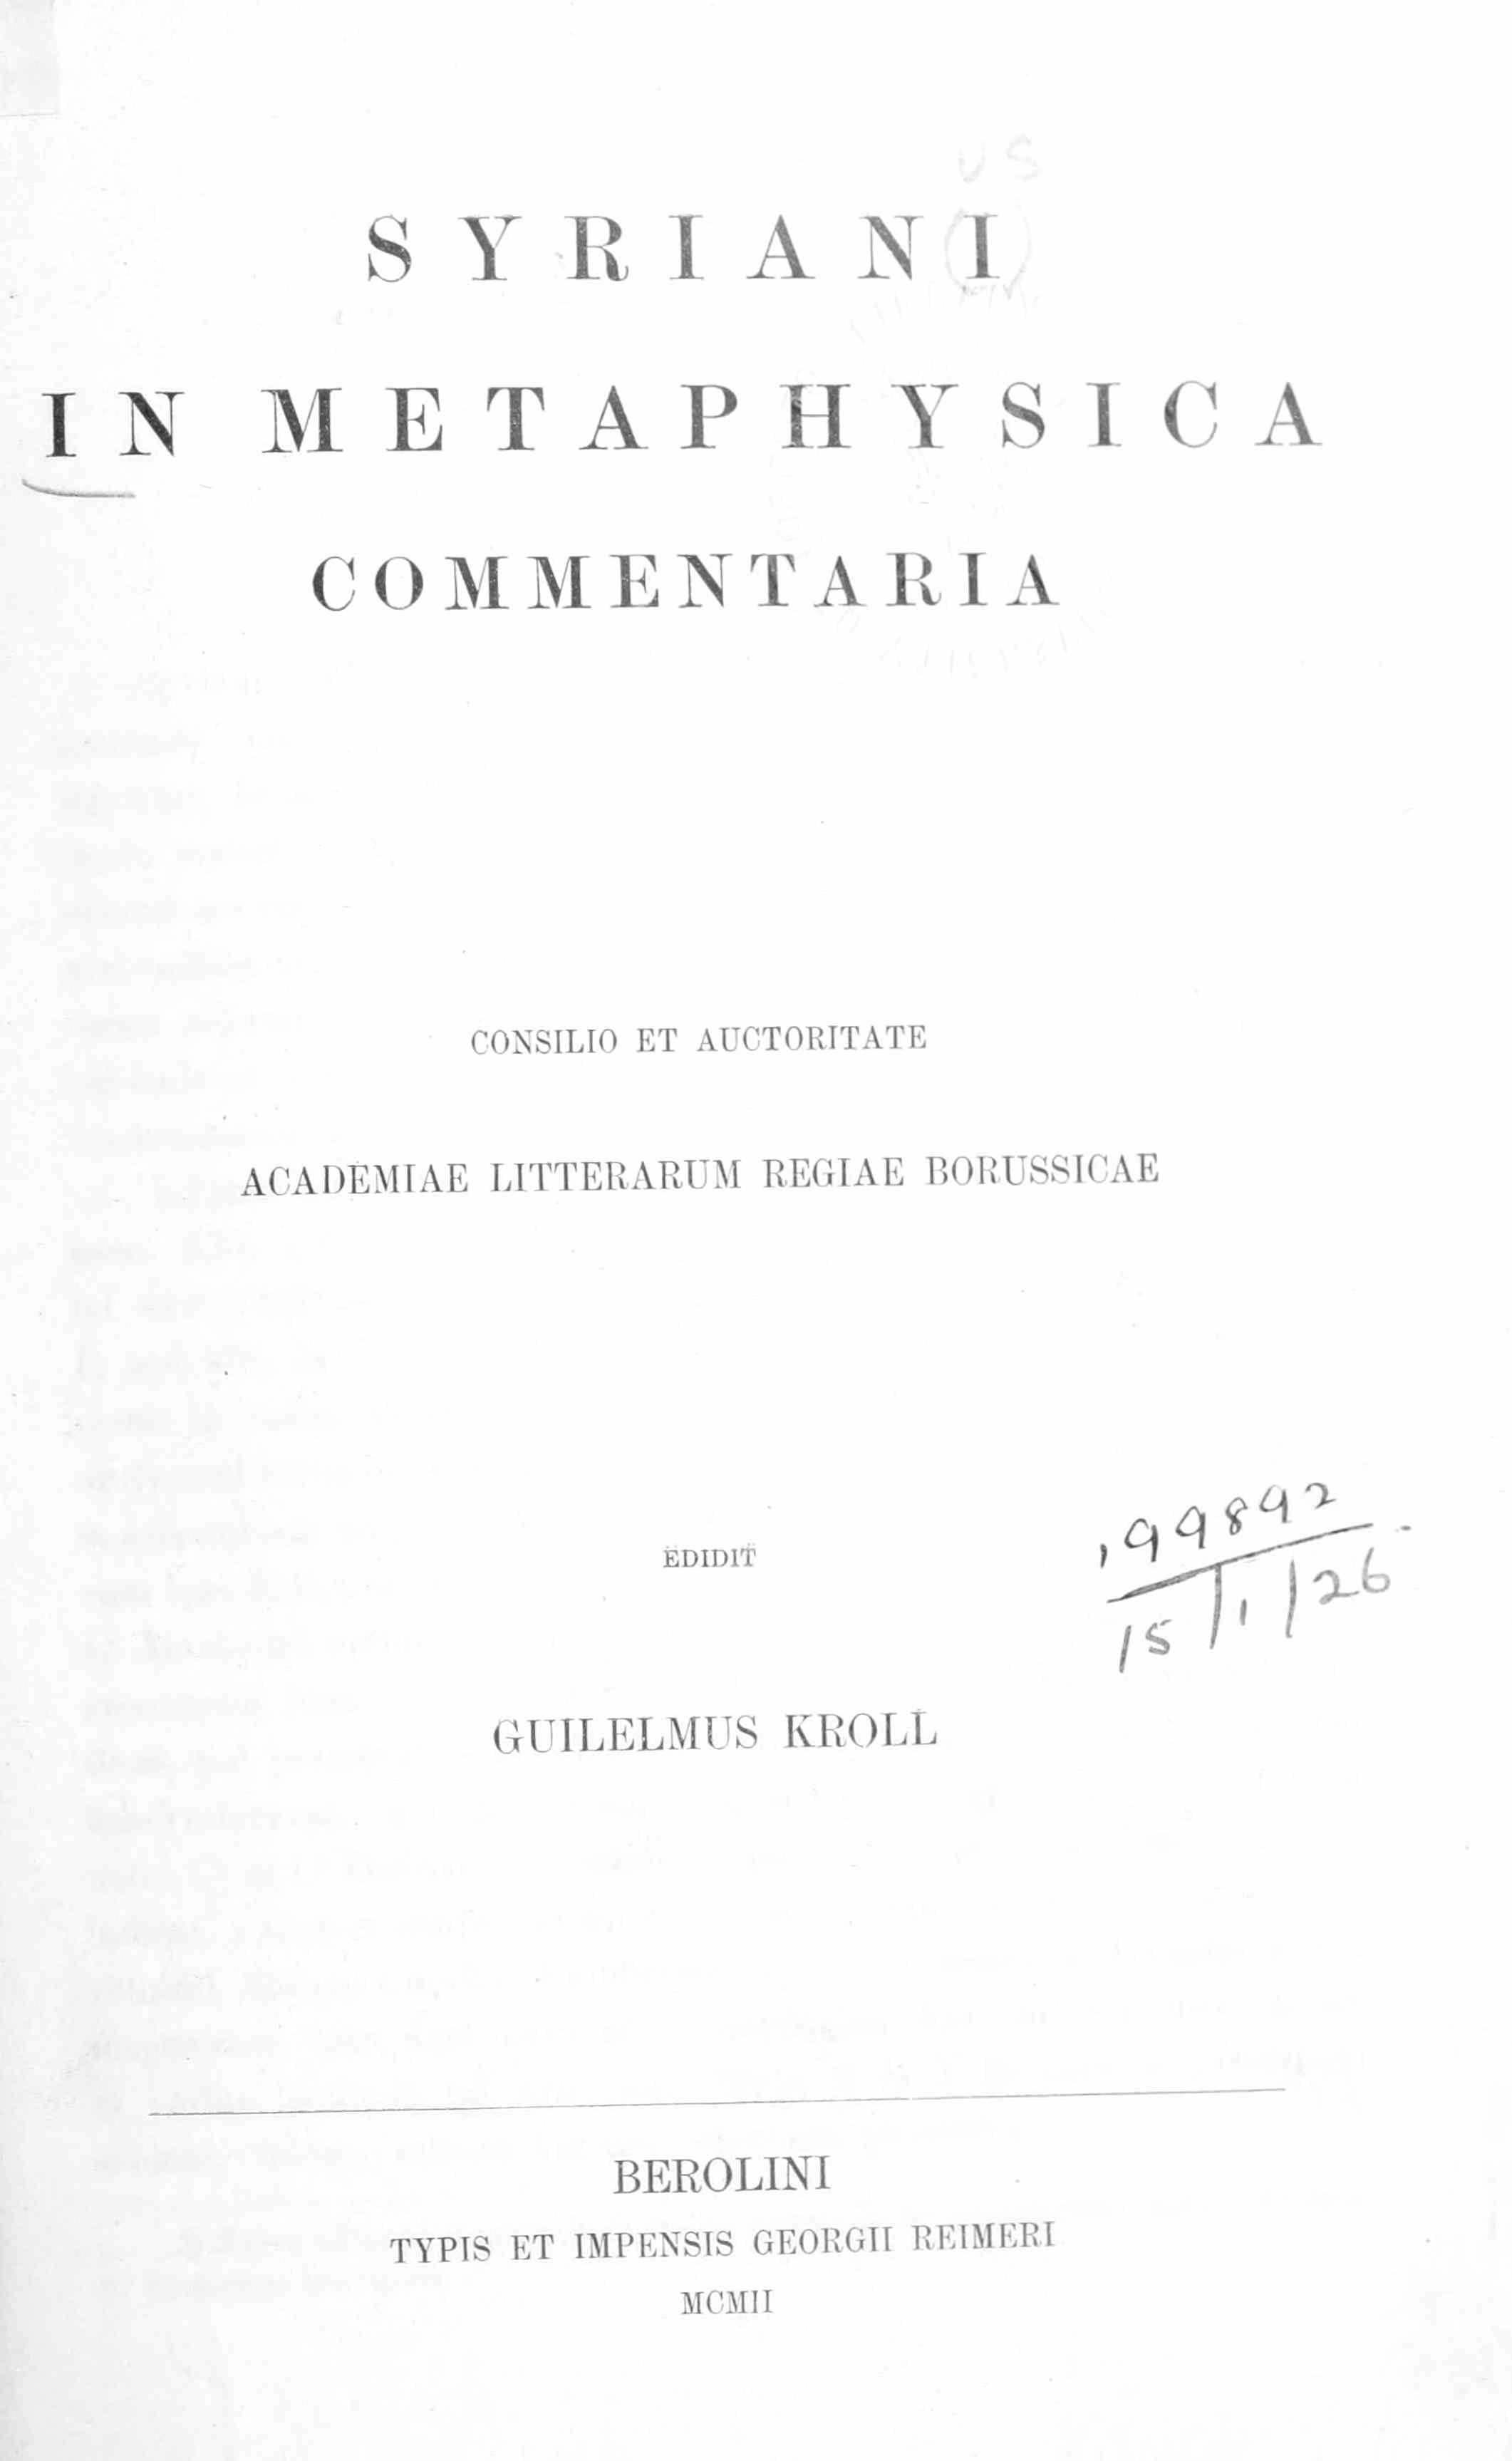 US
SYRIANI
IN METAPHYSICA
COMMENTARIA
CONSILIO ET AUCTORITATE
ACADEMIAE LITTERARUM REGIAE BORUSSICAE
EDIDIT
199892
15/1/26
GUILELMUS KROLL
BEROLINI
TYPIS ET IMPENSIS GEORGII REIMERI
MCMII